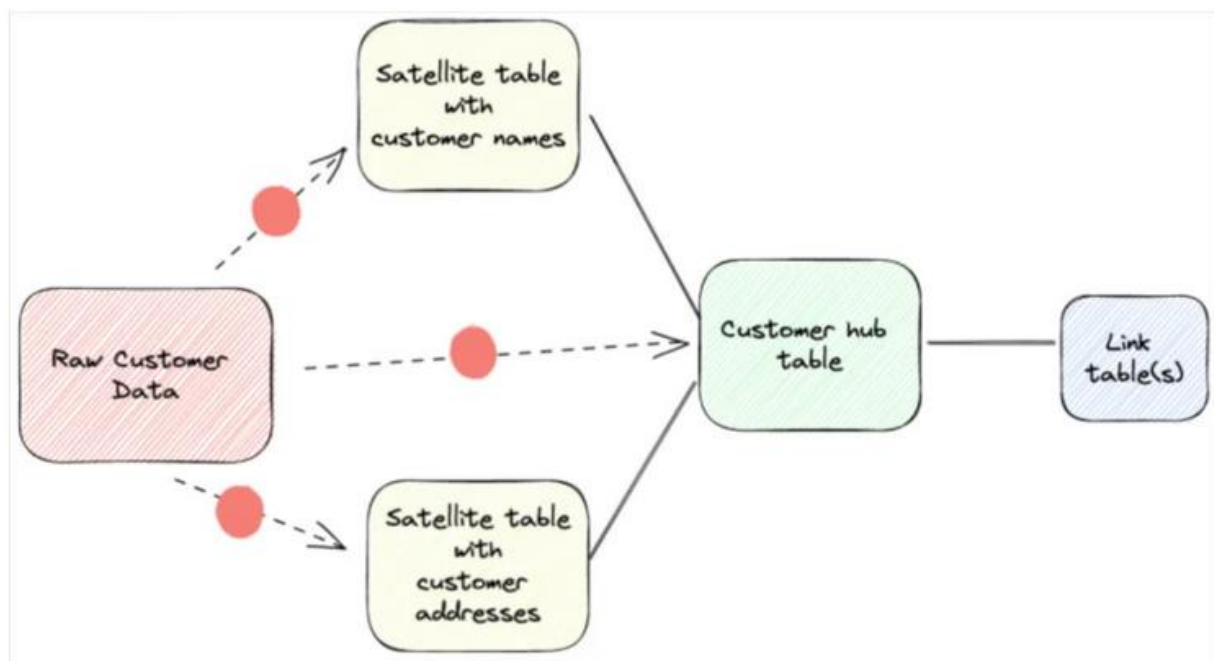 Satellite table
with
customer names
Raw Customer
Data
Customer hub
table
Link
table(s)
Satellite table
with
customer
addresses